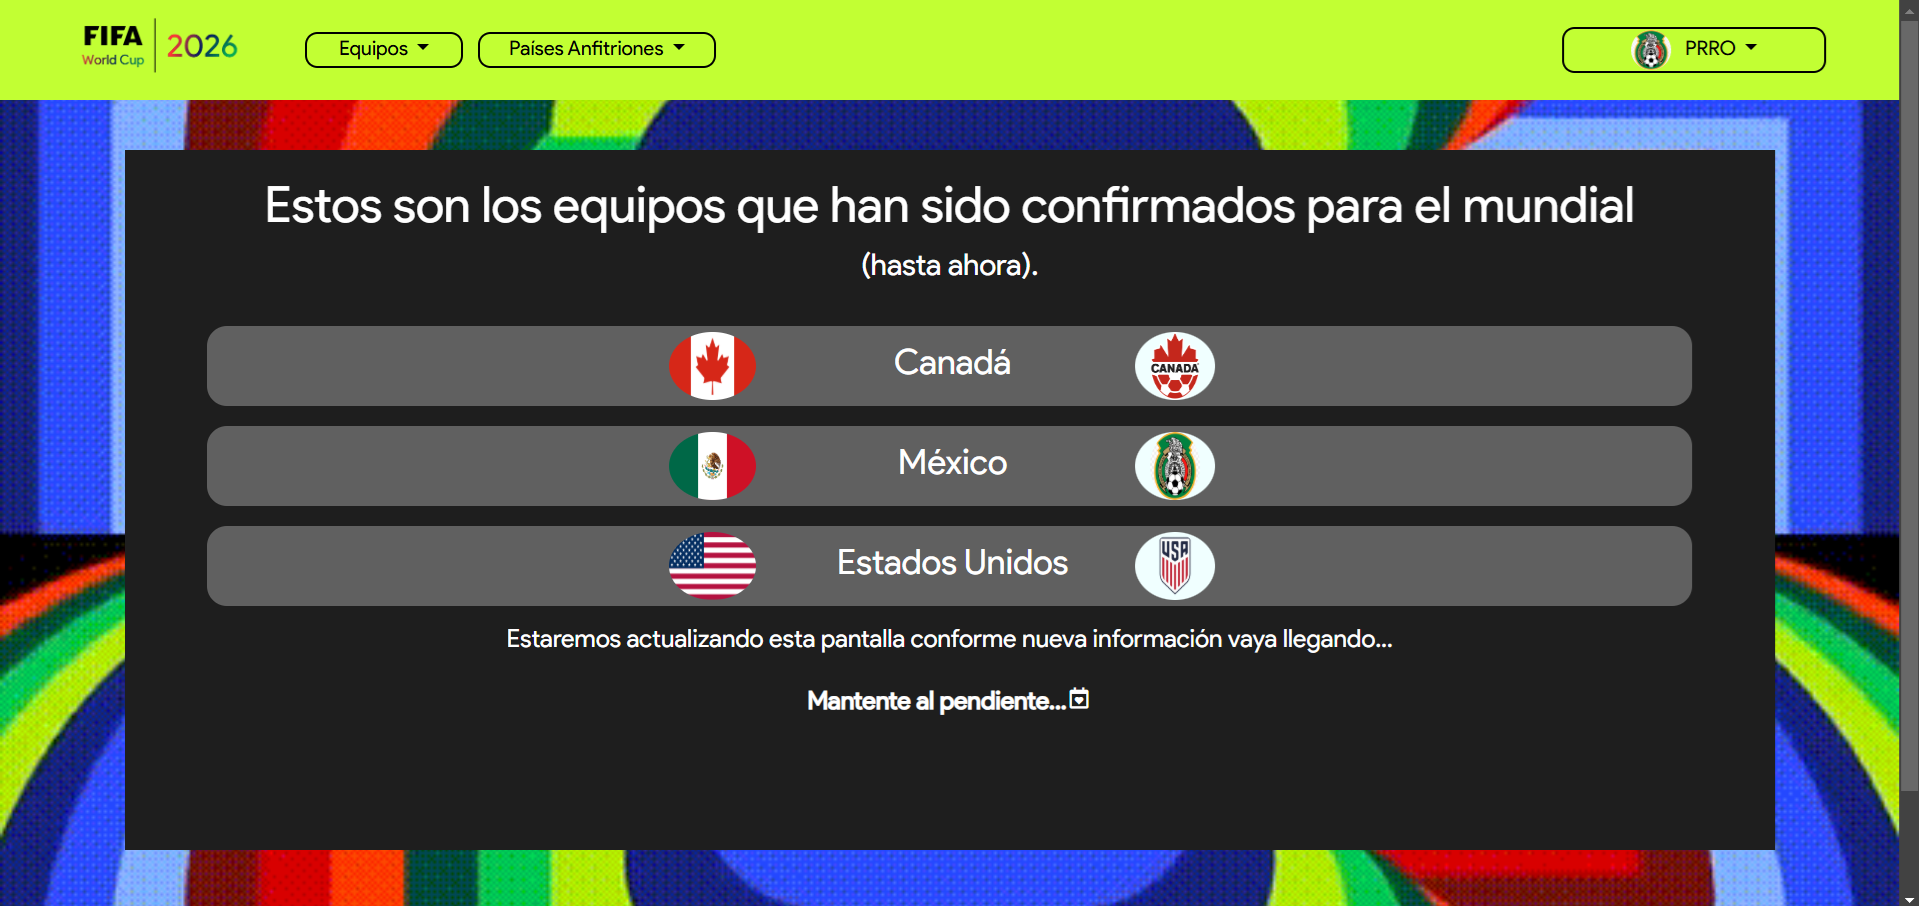 FIFA
World Cup
2026
Equipos
Países Anfitriones
PRRO
Estos son los equipos que han sido confirmados para el mundial
(hasta ahora).
Canadá
CANADA
México
Estados Unidos
USA
Estaremos actualizando esta pantalla conforme nueva información vaya llegando...
Mantente al pendiente...